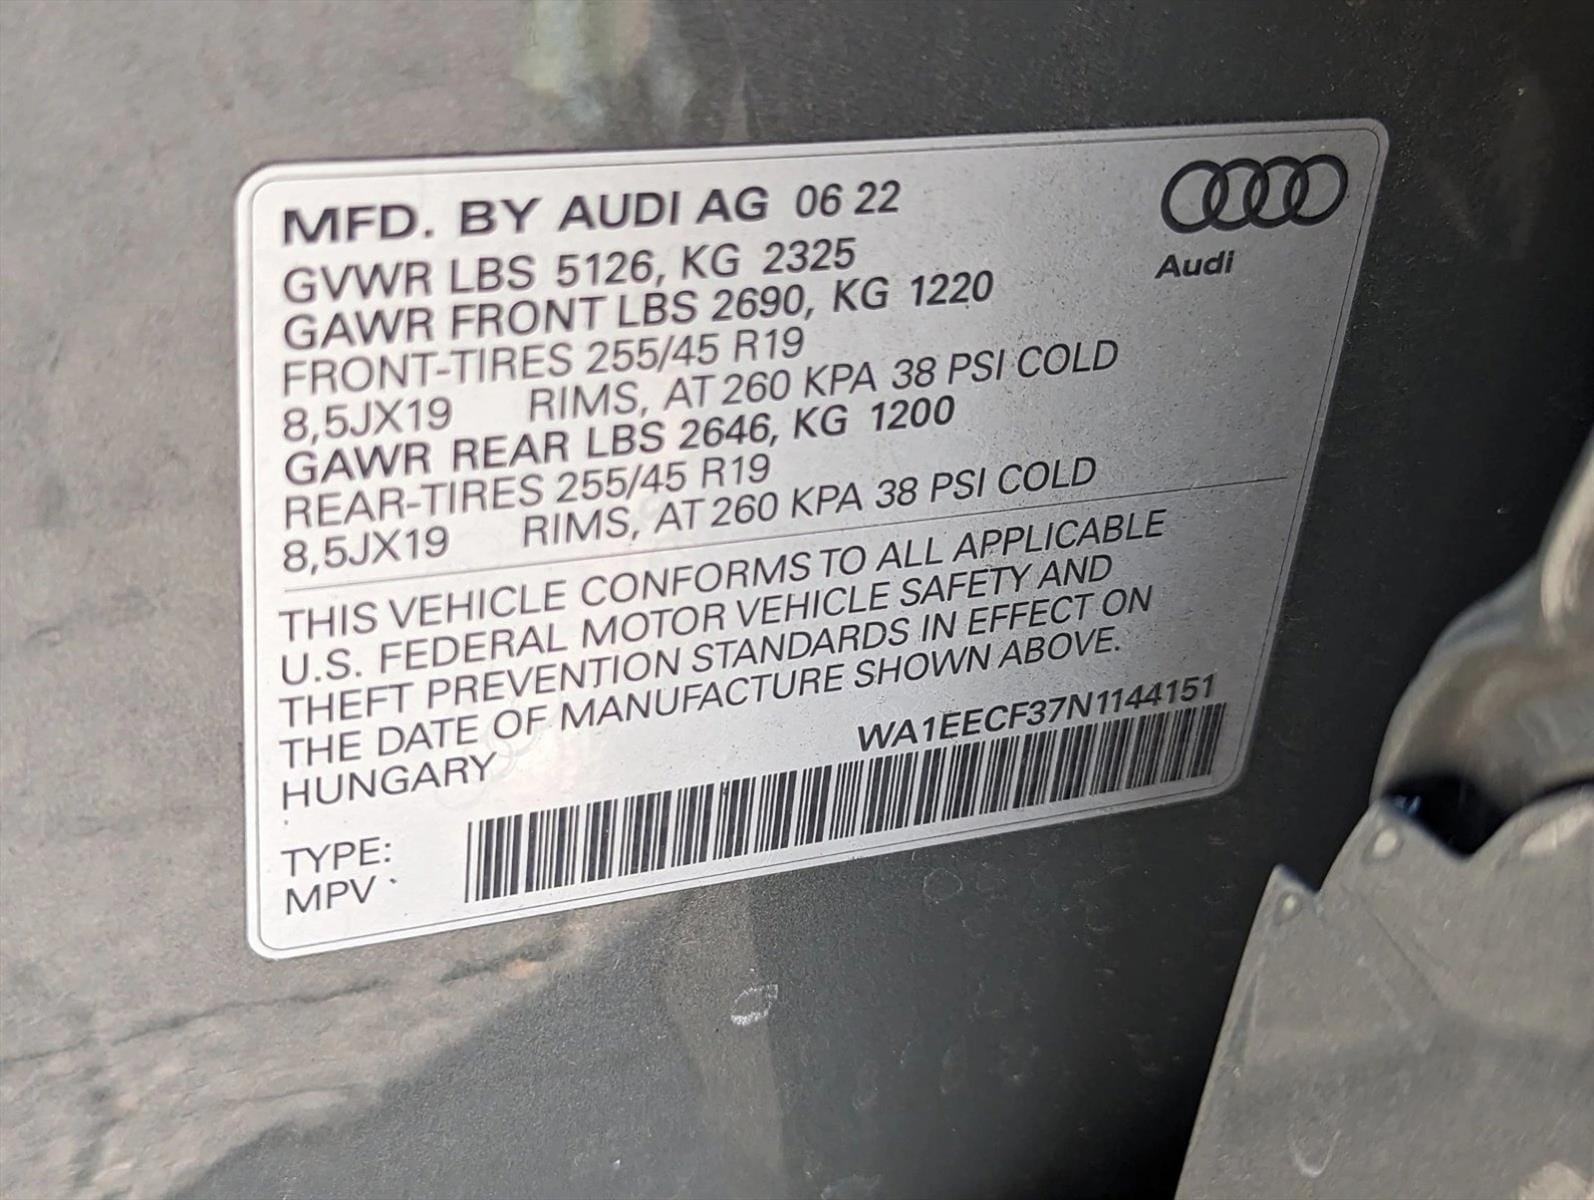 MFD. BY AUDI AG 06 22
Audi
GVWR LBS 5126, KG 2325
GAWR FRONT LBS 2690, KG 1220
FRONT-TIRES 255/45 R19
8,5JX19 RIMS, AT 260 KPA 38 PSI COLD
GAWR REAR LBS 2646, KG 1200
REAR-TIRES 255/45 R19
8,5JX19 RIMS, AT 260 KPA 38 PSI COLD
THIS VEHICLE CONFORMS TO ALL APPLICABLE
U.S. FEDERAL MOTOR VEHICLE SAFETY AND
THEFT PREVENTION STANDARDS IN EFFECT ON
THE DATE OF MANUFACTURE SHOWN ABOVE.
HUNGARY WA1EECF37N1144151
TYPE:
MPV